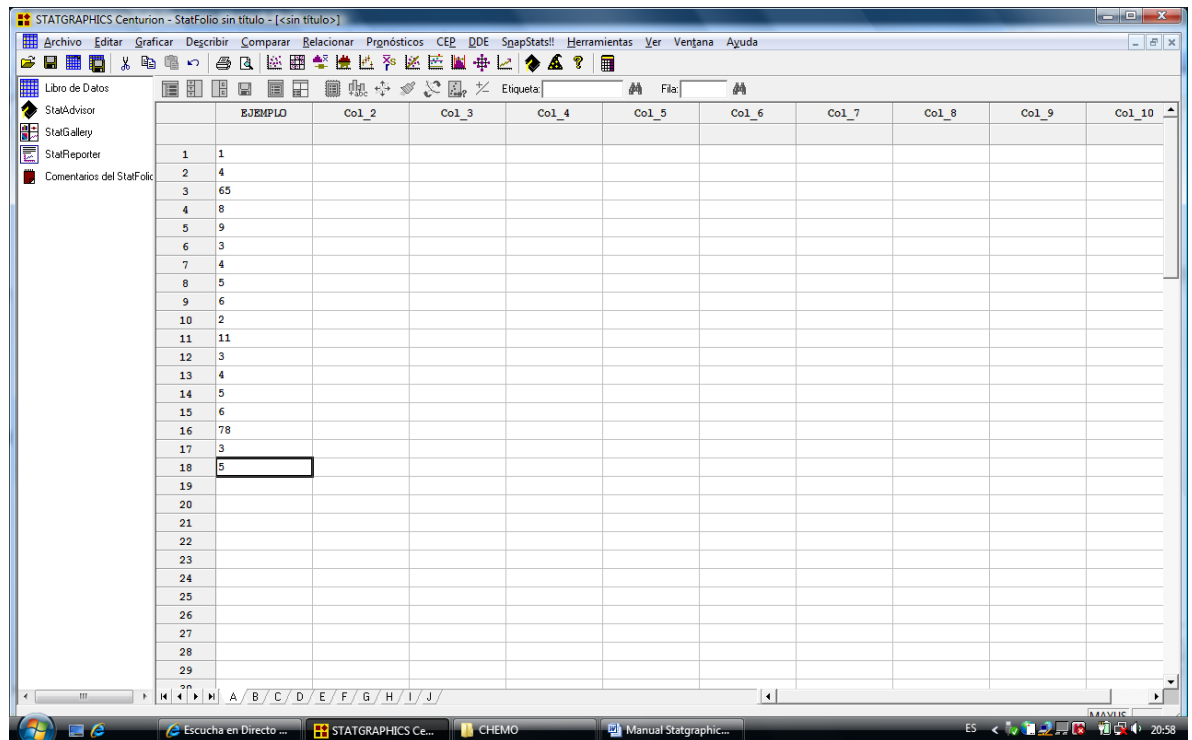 STATGRAPHICS Centurion - StatFolio sin título - [<sin título>]
Archivo Editar Graficar Describir Comparar Relacionar Pronósticos CEP DDE SnapStats!! Herramientas Ver Ventana Ayuda
Libro de Datos
StatAdvisor
StatGallery
StatReporter
Comentarios del StatFolio
Etiqueta: Fila:
EJEMPLO Col_2 Col_3 Col_4 Col_5 Col_6 Col_7 Col_8 Col_9 Col_10
1 1
2 4
3 65
4 8
5 9
6 3
7 4
8 5
9 6
10 2
11 11
12 3
13 4
14 5
15 6
16 78
17 3
18 5
19
20
21
22
23
24
25
26
27
28
29
A B C D E F G H I J
Escucha en Directo ... STATGRAPHICS Ce... CHEMO Manual Statgraphic... ES 20:58